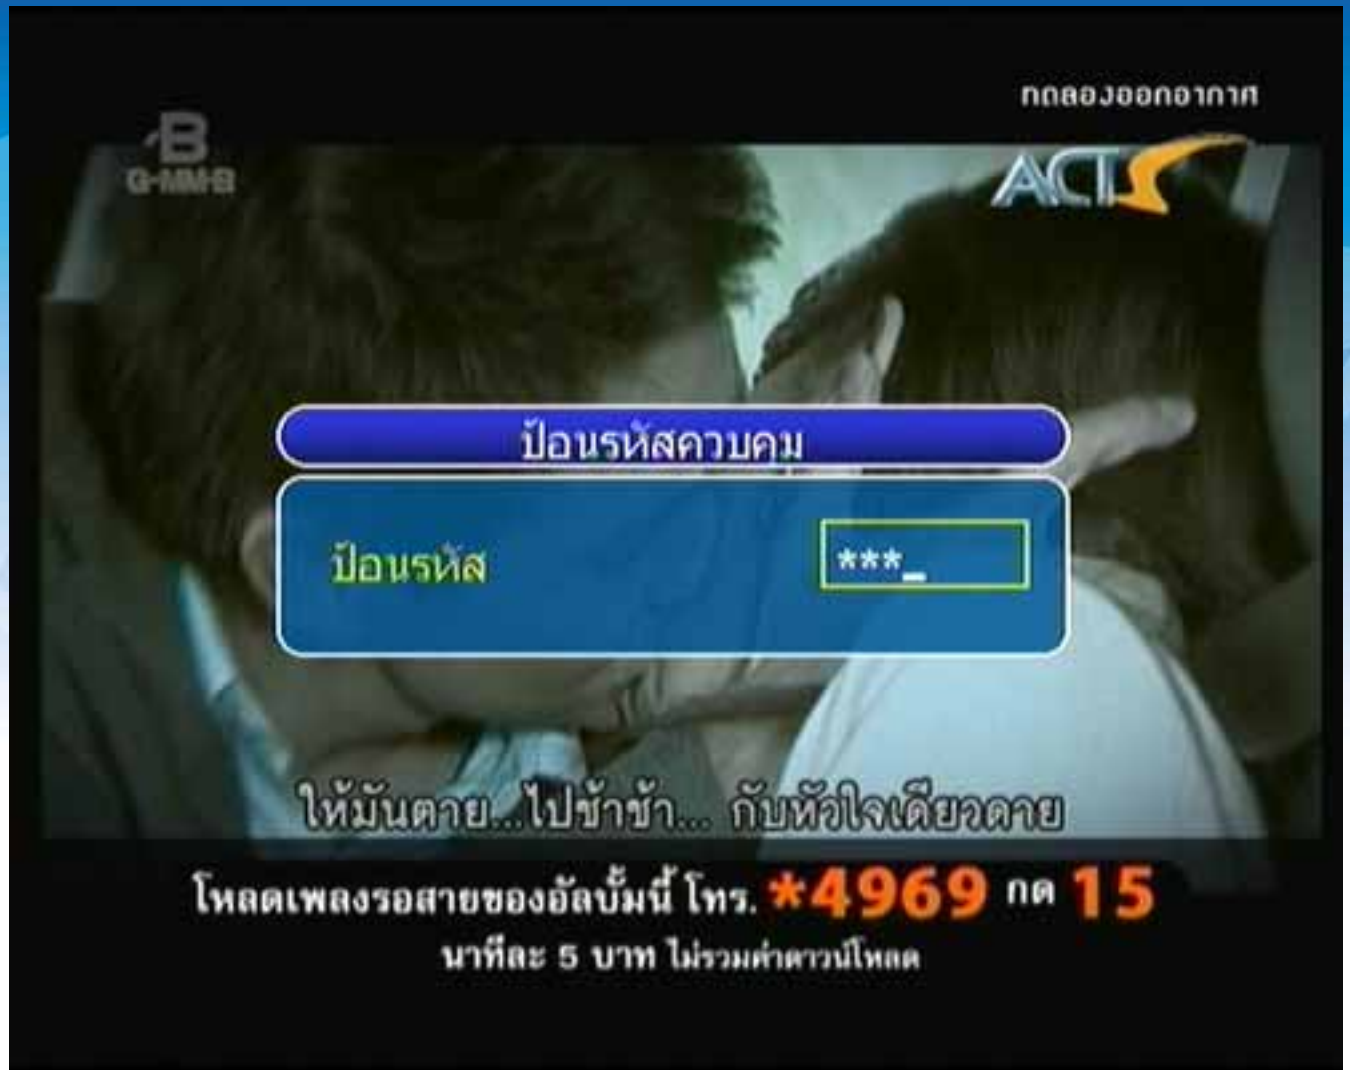 ทดลองออกอากาศ
B
G-MM-B
ACTS
ป้อนรหัสควบคุม
ป้อนรหัส
***_
ให้มันตาย...ไปช้าช้า... กับหัวใจเดียวดาย
โหลดเพลงรอสายของอัลบั้มนี้ โทร. *4969 กด 15
นาทีละ 5 บาท ไม่รวมค่าดาวน์โหลด